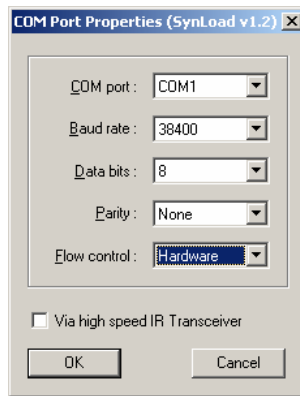 COM Port Properties (SynLoad v1.2)
COM port : COM1
Baud rate : 38400
Data bits : 8
Parity : None
Flow control : Hardware
Via high speed IR Transceiver
OK Cancel